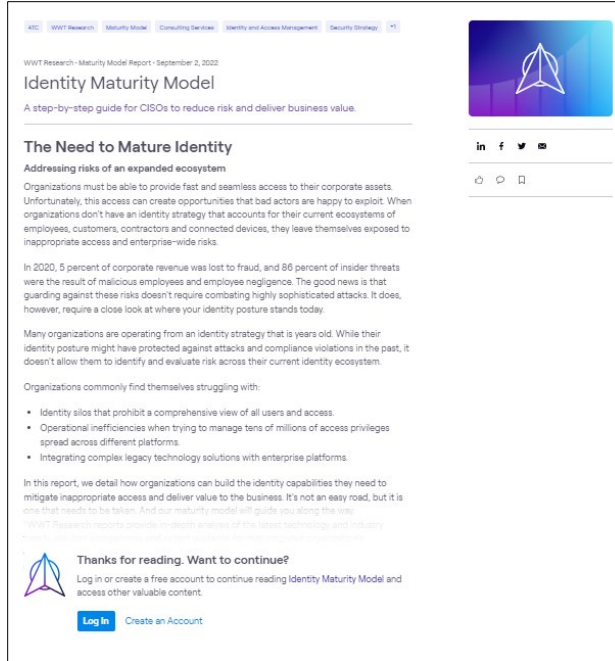 ATC WWT Research Maturity Model Consulting Services Identity and Access Management Security Strategy +1
WWT Research • Maturity Model Report • September 2, 2022
Identity Maturity Model
A step-by-step guide for CISOs to reduce risk and deliver business value.
The Need to Mature Identity
Addressing risks of an expanded ecosystem
Organizations must be able to provide fast and seamless access to their corporate assets.
Unfortunately, this access can create opportunities that bad actors are happy to exploit. When
organizations don't have an identity strategy that accounts for their current ecosystems of
employees, customers, contractors and connected devices, they leave themselves exposed to
inappropriate access and enterprise-wide risks.
In 2020, 5 percent of corporate revenue was lost to fraud, and 86 percent of insider threats
were the result of malicious employees and employee negligence. The good news is that
guarding against these risks doesn't require combating highly sophisticated attacks. It does,
however, require a close look at where your identity posture stands today.
Many organizations are operating from an identity strategy that is years old. While their
identity posture might have protected against attacks and compliance violations in the past, it
doesn't allow them to identify and evaluate risk across their current identity ecosystem.
Organizations commonly find themselves struggling with:
• Identity silos that prohibit a comprehensive view of all users and access.
• Operational inefficiencies when trying to manage tens of millions of access privileges
spread across different platforms.
• Integrating complex legacy technology solutions with enterprise platforms.
In this report, we detail how organizations can build the identity capabilities they need to
mitigate inappropriate access and deliver value to the business. It's not an easy road, but it is
one that needs to be taken. And our maturity model will guide you along the way.
"WWT Research reports provide in-depth analysis of the latest technology and industry
Thanks for reading. Want to continue?
Log in or create a free account to continue reading Identity Maturity Model and
access other valuable content.
Log In Create an Account